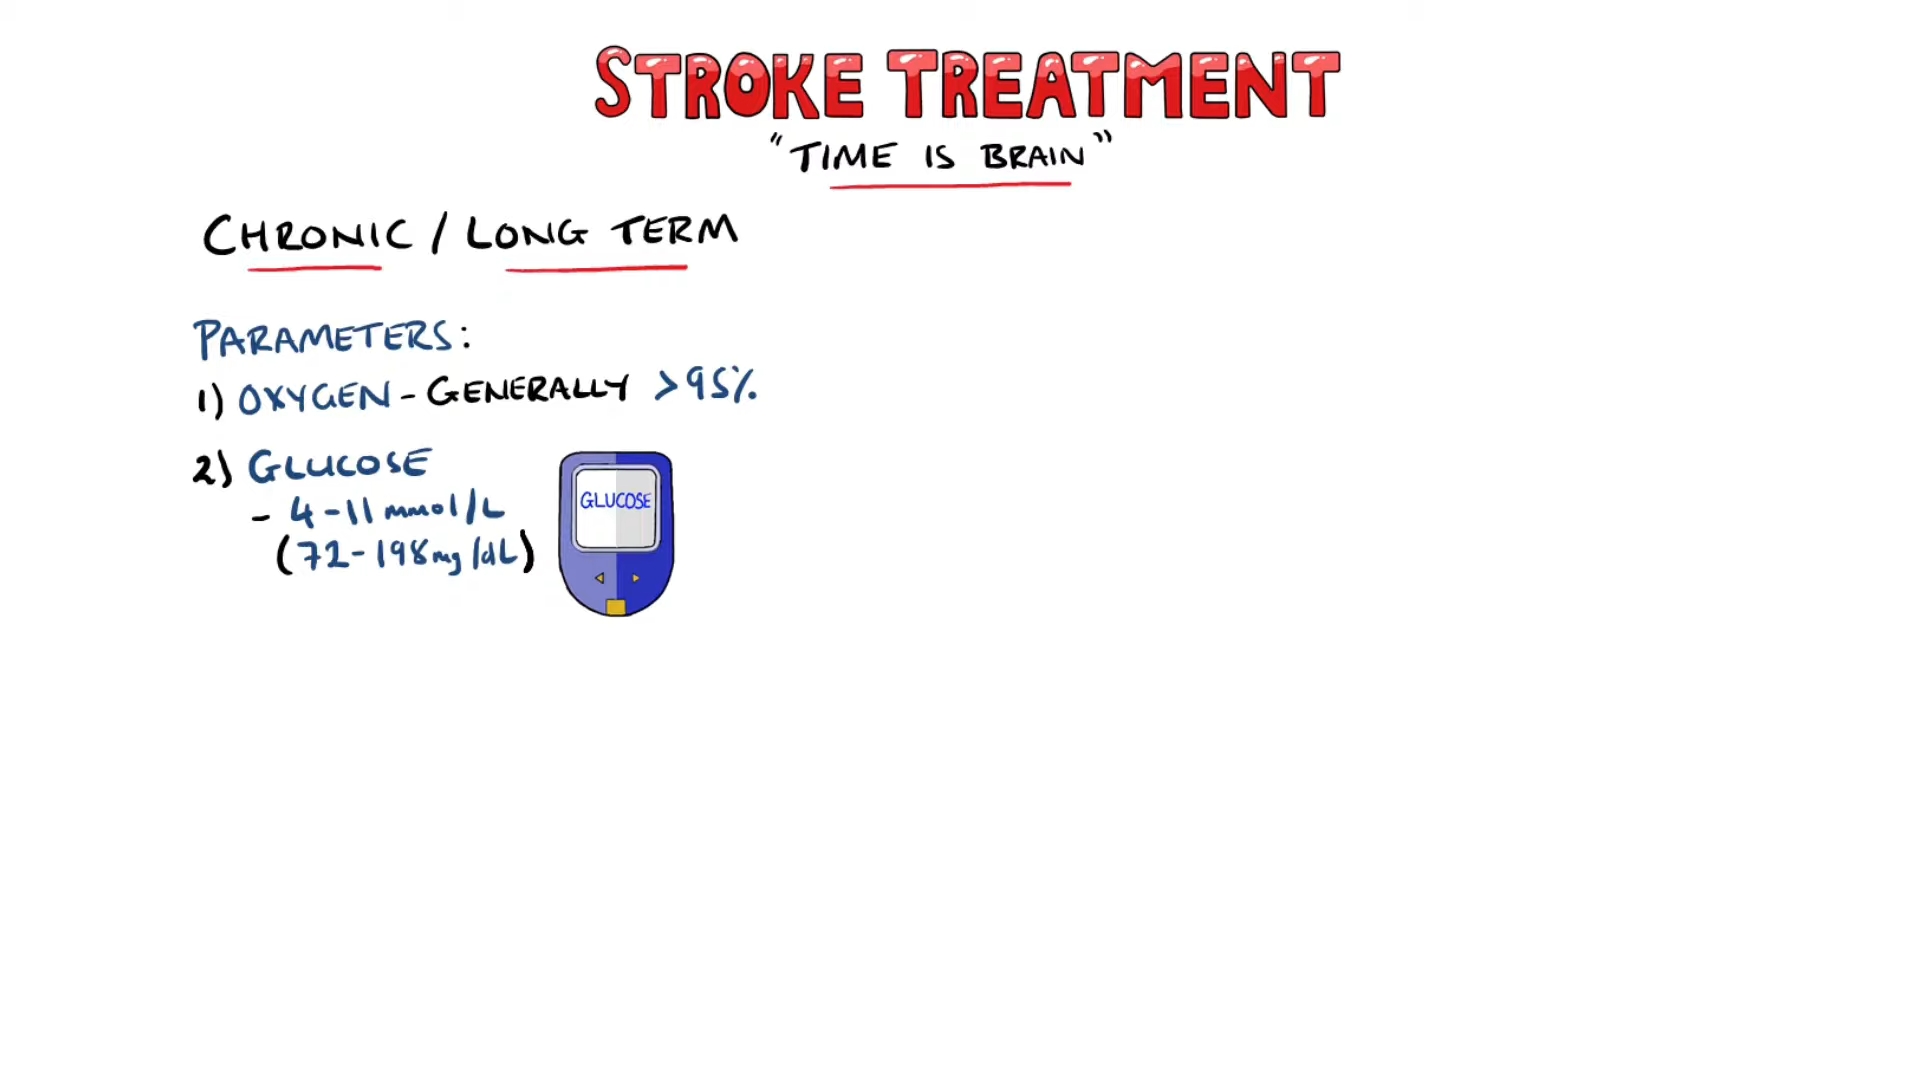 STROKE TREATMENT
"TIME IS BRAIN"
CHRONIC / LONG TERM
PARAMETERS:
1) OXYGEN - GENERALLY >95%
2) GLUCOSE
- 4-11 mmol/L
(72-198mg/dL)
GLUCOSE